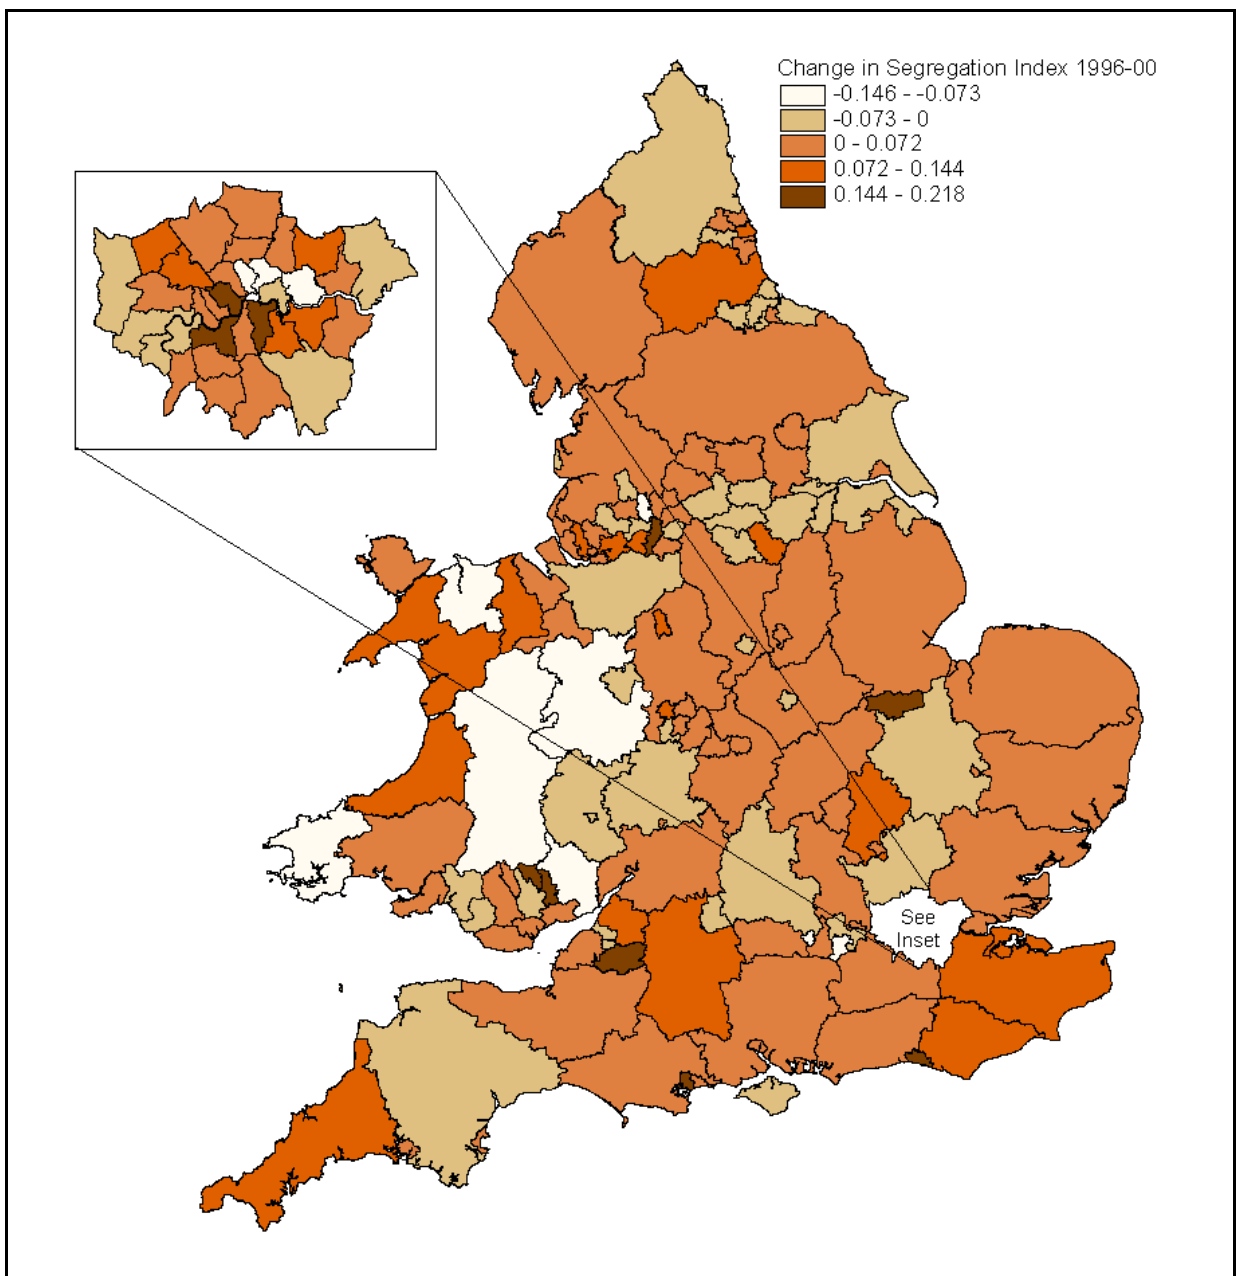 Change in Segregation Index 1996-00
-0.146 - -0.073
-0.073 - 0
0 - 0.072
0.072 - 0.144
0.144 - 0.218
See
Inset